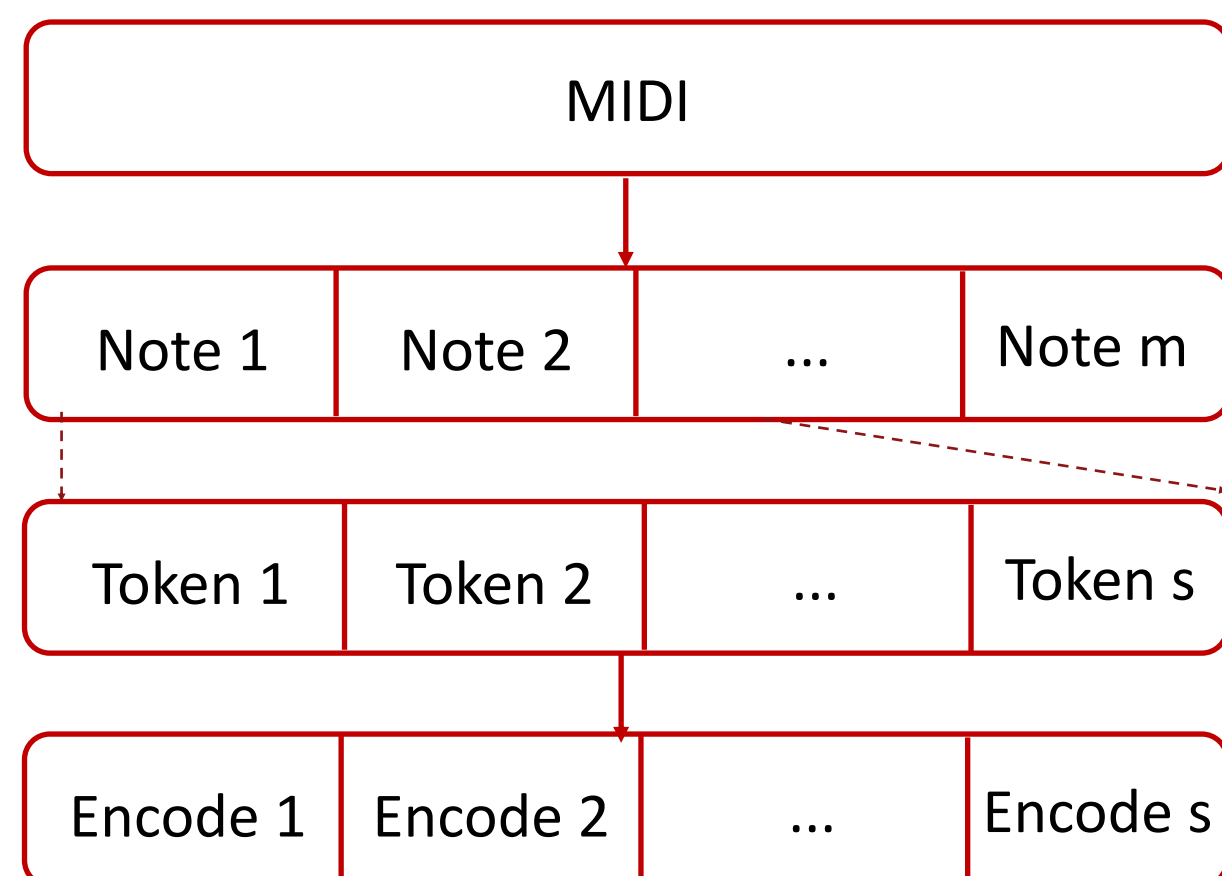 MIDI
Note 1 Note 2 ... Note m
Token 1 Token 2 ... Token s
Encode 1 Encode 2 ... Encode s